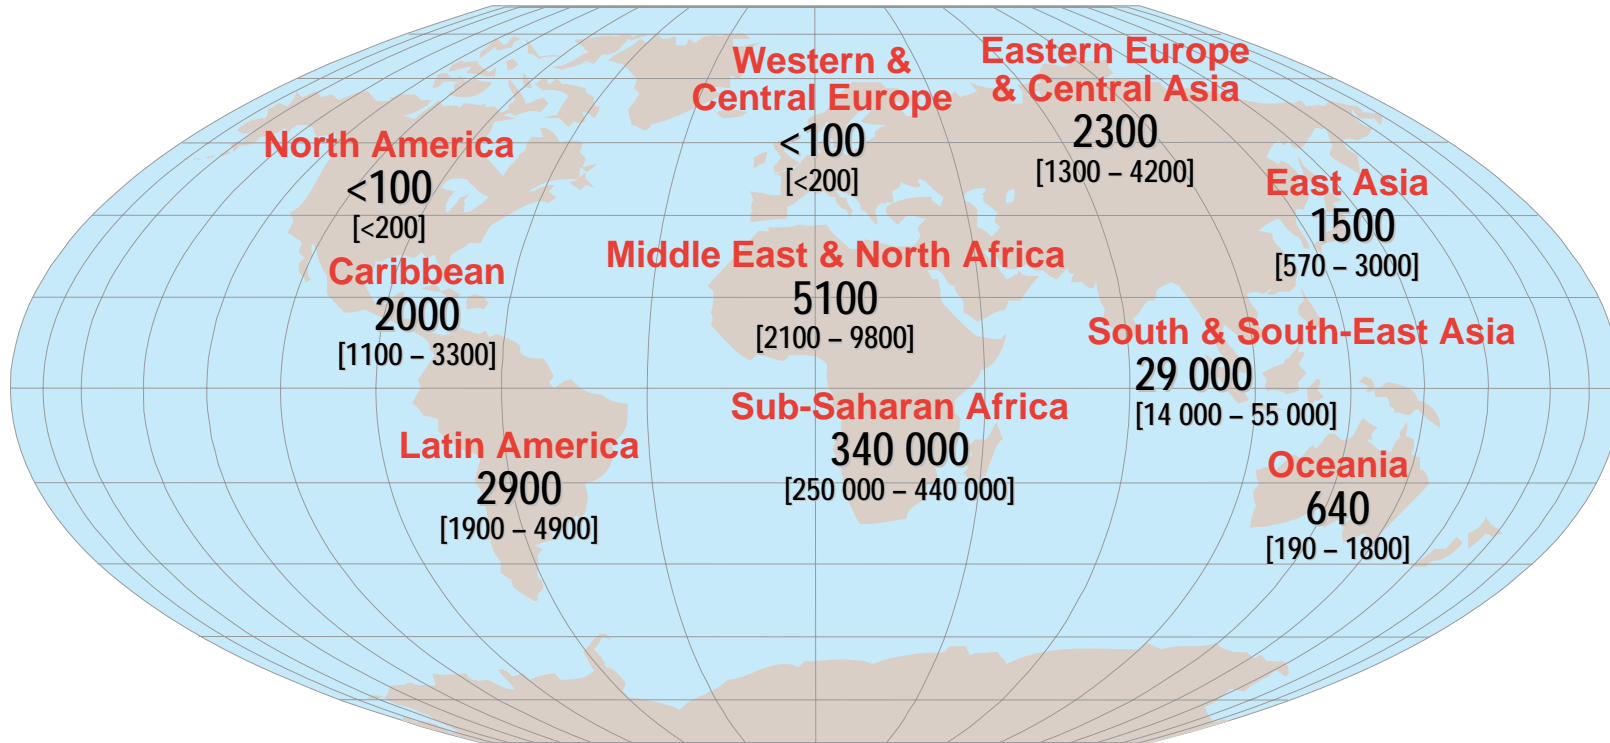 Western &
Central Europe
<100
[<200]
Eastern Europe
& Central Asia
2300
[1300 – 4200]
North America
<100
[<200]
East Asia
1500
[570 – 3000]
Caribbean
2000
[1100 – 3300]
Middle East & North Africa
5100
[2100 – 9800]
South & South-East Asia
29 000
[14 000 – 55 000]
Sub-Saharan Africa
340 000
[250 000 – 440 000]
Latin America
2900
[1900 – 4900]
Oceania
640
[190 – 1800]